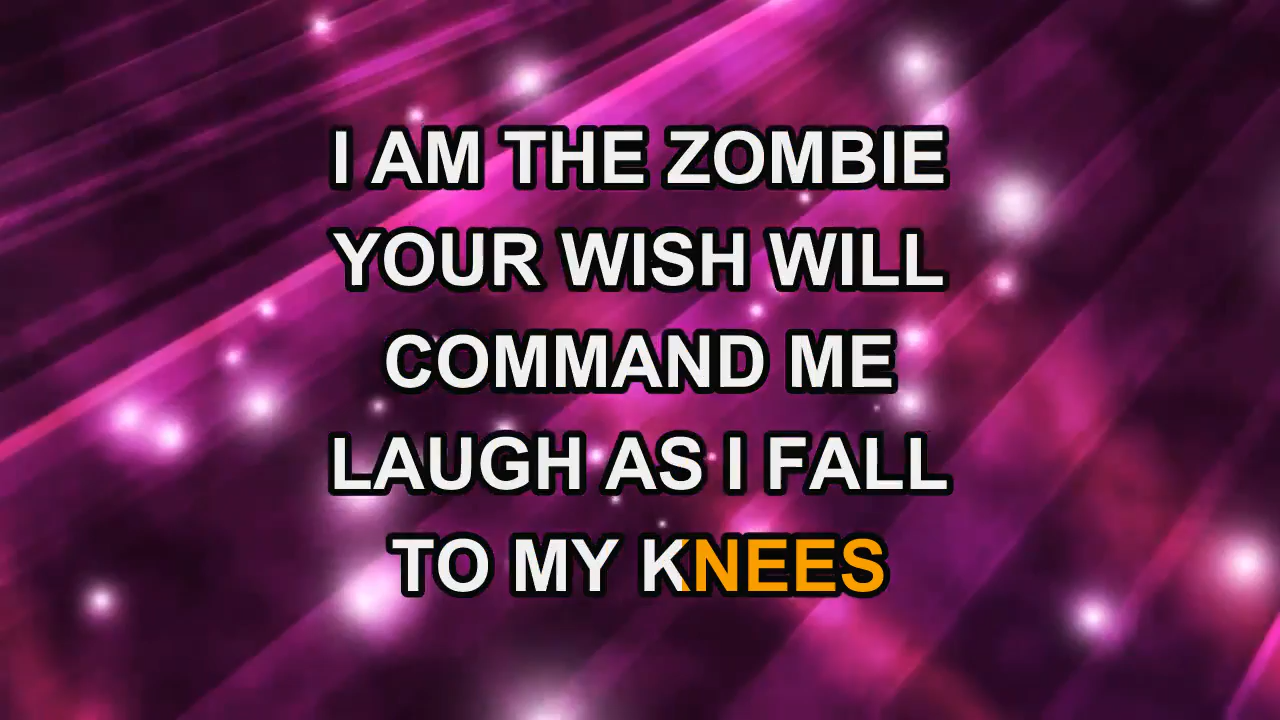 I AM THE ZOMBIE
YOUR WISH WILL
COMMAND ME
LAUGH AS I FALL
TO MY KNEES